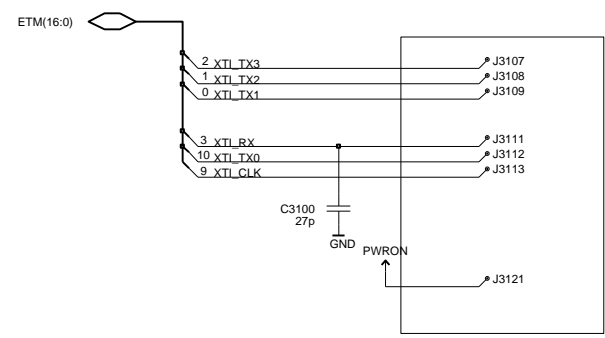 ETM(16:0)
2 XTI_TX3 J3107
1 XTI_TX2 J3108
0 XTI_TX1 J3109
3 XTI_RX J3111
10 XTI_TX0 J3112
9 XTI_CLK J3113
C3100
27p
GND
PWRON
J3121